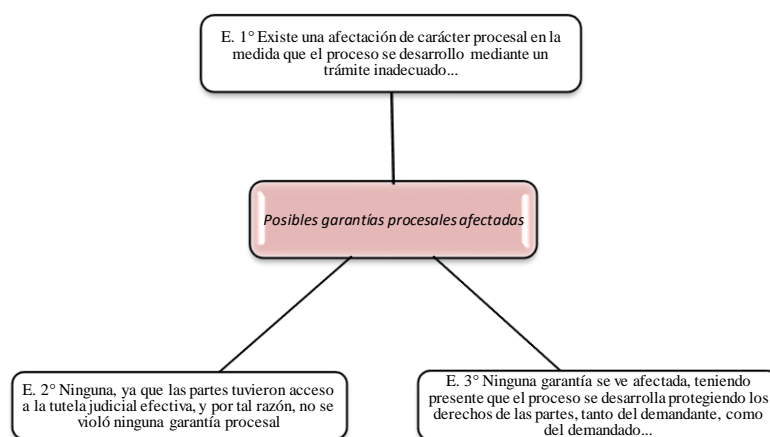 E. 1° Existe una afectación de carácter procesal en la
medida que el proceso se desarrollo mediante un
trámite inadecuado...
Posibles garantías procesales afectadas
E. 2° Ninguna, ya que las partes tuvieron acceso
a la tutela judicial efectiva, y por tal razón, no se
violó ninguna garantía procesal
E. 3° Ninguna garantía se ve afectada, teniendo
presente que el proceso se desarrolla protegiendo los
derechos de las partes, tanto del demandante, como
del demandado...